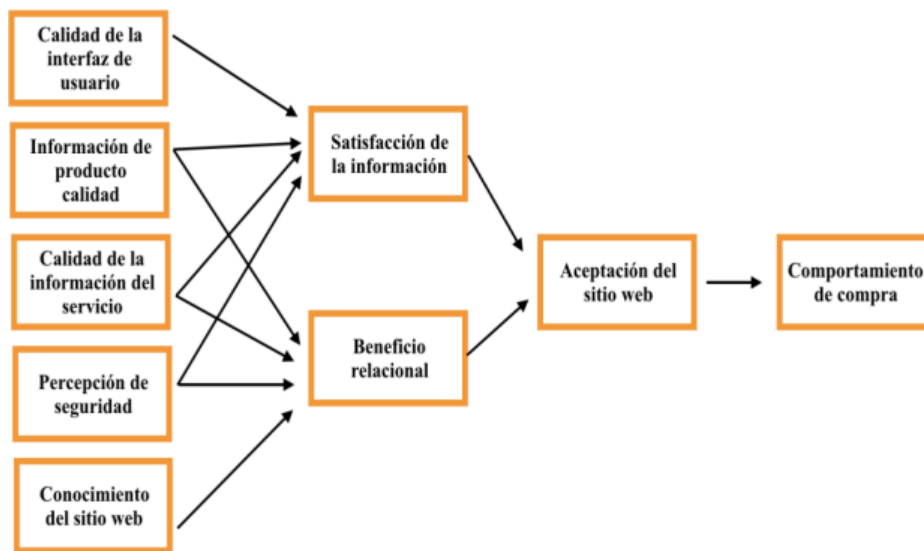 Calidad de la
interfaz de
usuario
Información de
producto
calidad
Calidad de la
información del
servicio
Percepción de
seguridad
Conocimiento
del sitio web
Satisfacción de
la información
Beneficio
relacional
Aceptación del
sitio web
Comportamiento
de compra